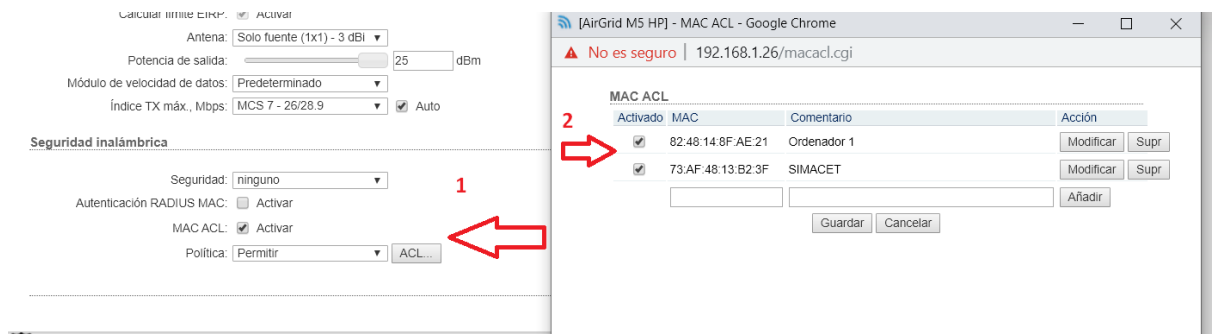 Calcular límite EIRP: Activar
Antena: Solo fuente (1x1) - 3 dBi
Potencia de salida: 25 dBm
Módulo de velocidad de datos: Predeterminado
Índice TX máx., Mbps: MCS 7 - 26/28.9 Auto
Seguridad inalámbrica
Seguridad: ninguno
1
Autenticación RADIUS MAC: Activar
MAC ACL: Activar
Política: Permitir ACL...
[AirGrid M5 HP] - MAC ACL - Google Chrome
No es seguro | 192.168.1.26/macacl.cgi
MAC ACL
2
Activado MAC Comentario Acción
82:48:14:8F:AE:21 Ordenador 1 Modificar Supr
73:AF:48:13:B2:3F SIMACET Modificar Supr
Añadir
Guardar Cancelar